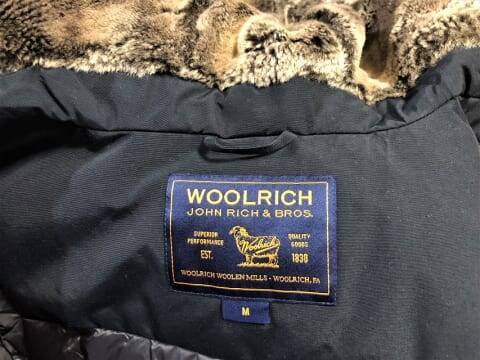 WOOLRICH
JOHN RICH & BROS.
SUPERIOR
PERFORMANCE
QUALITY
GOODS
Woolrich
EST.
1830
WOOLRICH WOOLEN MILLS - WOOLRICH, PA
M